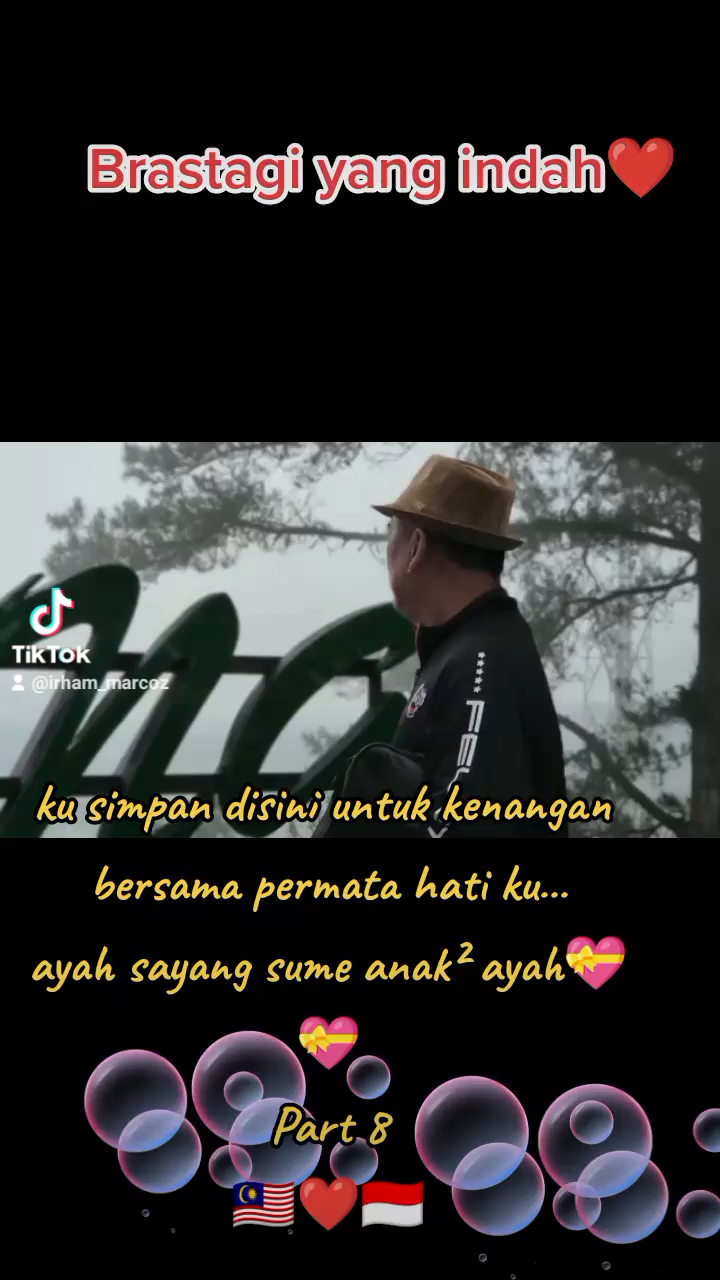 Brastagi yang indah❤️
TikTok
@irham_marcoz
ku simpan disini untuk kenangan
bersama permata hati ku...
ayah sayang sume anak² ayah💝
💝
Part 8
🇲🇾❤️🇮🇩